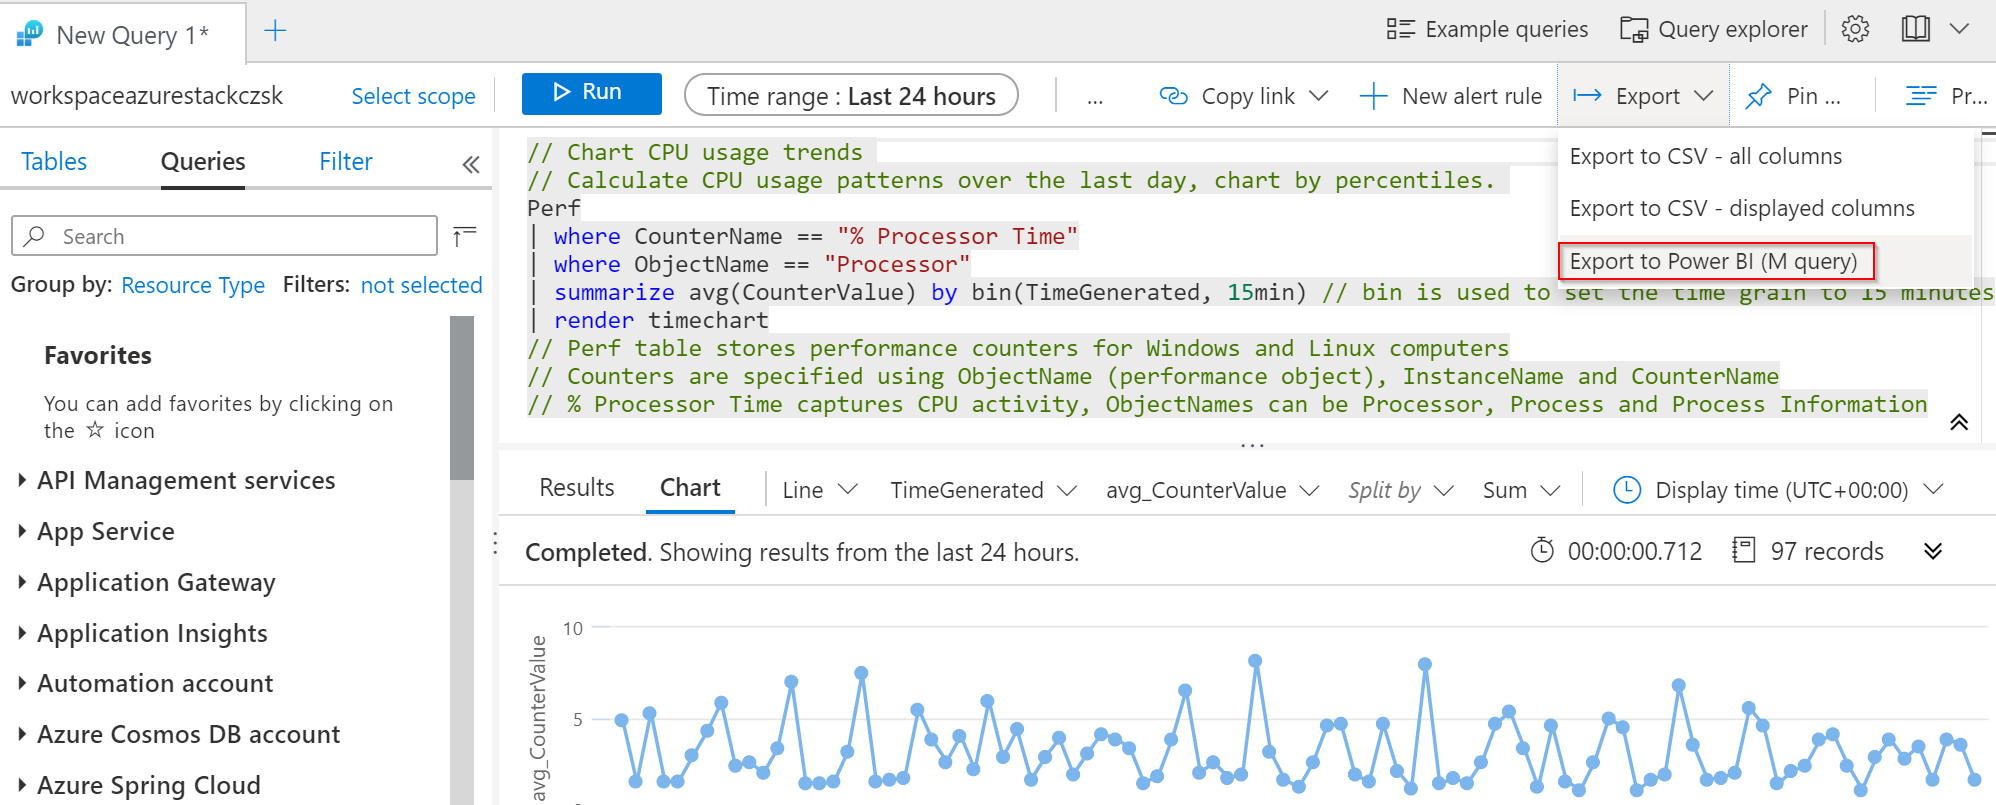 New Query 1*
Example queries
Query explorer
workspaceazurestackczsk
Select scope
Run
Time range : Last 24 hours
...
Copy link
New alert rule
Export
Pin ...
Pr...
Export to CSV - all columns
Export to CSV - displayed columns
Export to Power BI (M query)
Tables
Queries
Filter
Search
Group by: Resource Type Filters: not selected
Favorites
You can add favorites by clicking on
the ☆ icon
API Management services
App Service
Application Gateway
Application Insights
Automation account
Azure Cosmos DB account
Azure Spring Cloud
// Chart CPU usage trends
// Calculate CPU usage patterns over the last day, chart by percentiles.
Perf
| where CounterName == "% Processor Time"
| where ObjectName == "Processor"
| summarize avg(CounterValue) by bin(TimeGenerated, 15min) // bin is used to set the time grain to 15 minutes
| render timechart
// Perf table stores performance counters for Windows and Linux computers
// Counters are specified using ObjectName (performance object), InstanceName and CounterName
// % Processor Time captures CPU activity, ObjectNames can be Processor, Process and Process Information
Results
Chart
Line
TimeGenerated
avg_CounterValue
Split by
Sum
Display time (UTC+00:00)
Completed. Showing results from the last 24 hours.
00:00:00.712
97 records
avg_CounterValue
10
5